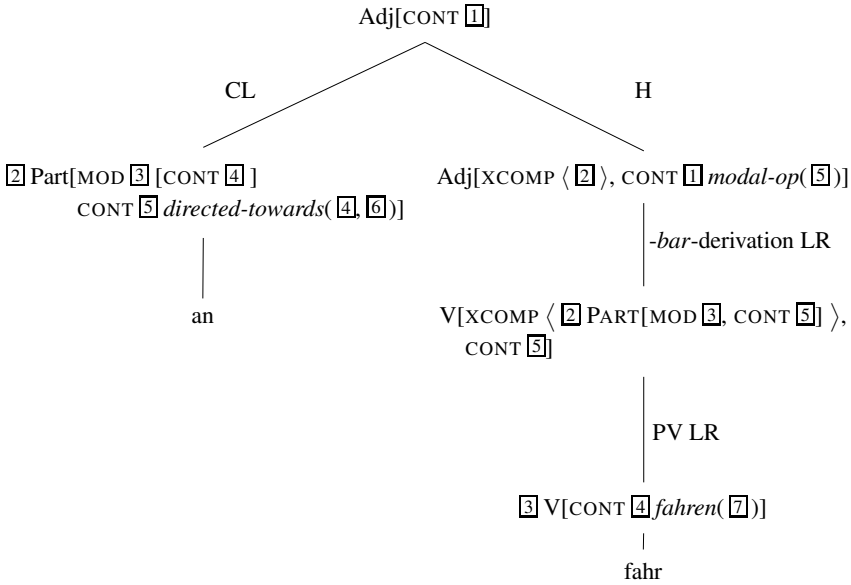 Adj[CONT 1]
CL H
2 Part[MOD 3 [CONT 4 ] Adj[XCOMP ⟨ 2 ⟩, CONT 1 modal-op( 5 )]
CONT 5 directed-towards( 4, 6 )]
-bar-derivation LR
an V[XCOMP ⟨ 2 PART[MOD 3, CONT 5 ] ⟩,
CONT 5]
PV LR
3 V[CONT 4 fahren( 7 )]
fahr